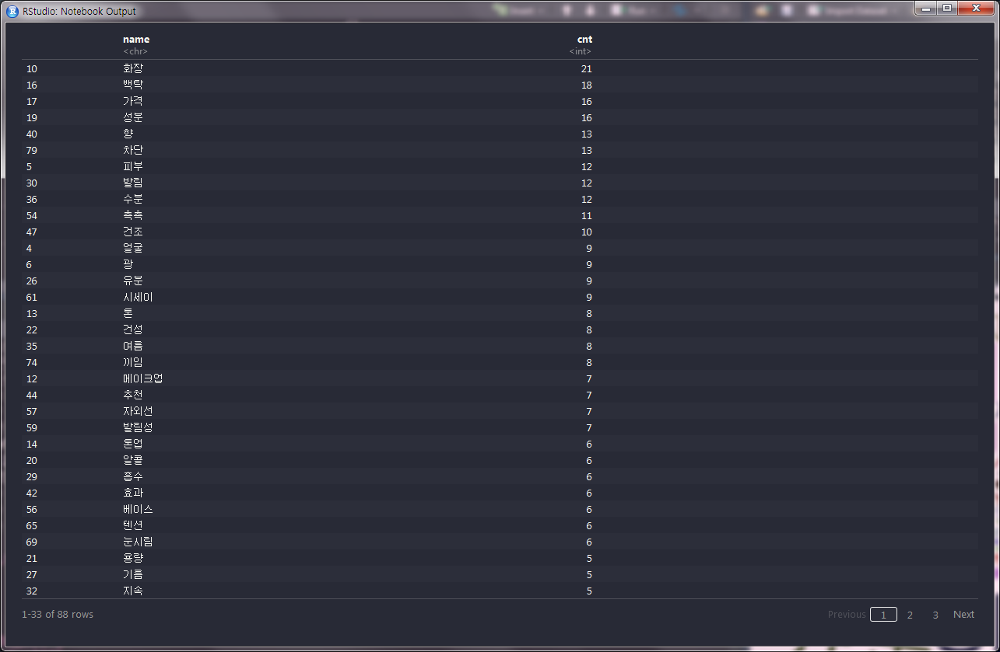 RStudio: Notebook Output
name cnt
<chr> <int>
10 화장 21
16 백탁 18
17 가격 16
19 성분 16
40 향 13
79 차단 13
5 피부 12
30 발림 12
36 수분 12
54 촉촉 11
47 건조 10
4 얼굴 9
6 광 9
26 유분 9
61 시세이 9
13 톤 8
22 건성 8
35 여름 8
74 끼임 8
12 메이크업 7
44 추천 7
57 자외선 7
59 발림성 7
14 톤업 6
20 알콜 6
29 흡수 6
42 효과 6
56 베이스 6
65 텐션 6
69 눈시림 6
21 용량 5
27 기름 5
32 지속 5
1-33 of 88 rows Previous 1 2 3 Next